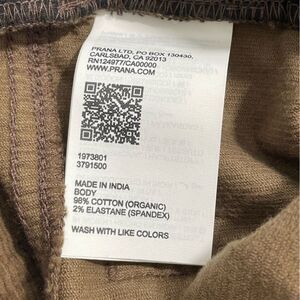 PRANA LTD, PO BOX 130430,
CARLSBAD, CA 92013
RN124977/CA00000
WWW.PRANA.COM
1973801
3791500
MADE IN INDIA
BODY
98% COTTON (ORGANIC)
2% ELASTANE (SPANDEX)
WASH WITH LIKE COLORS